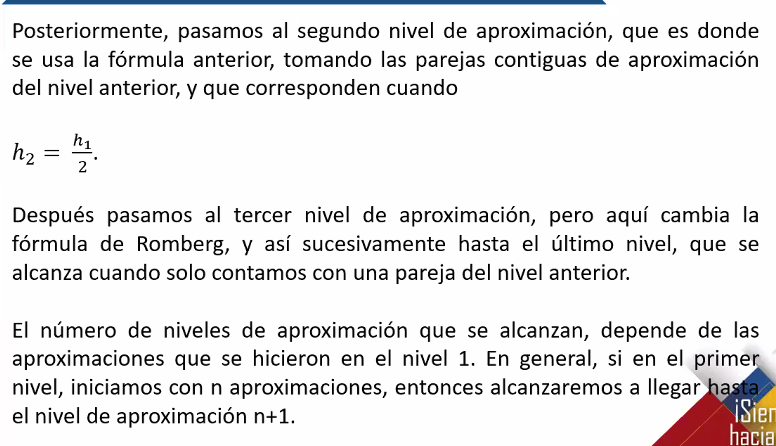 Posteriormente, pasamos al segundo nivel de aproximación, que es donde
se usa la fórmula anterior, tomando las parejas contiguas de aproximación
del nivel anterior, y que corresponden cuando
h₂ = h₁/2.
Después pasamos al tercer nivel de aproximación, pero aquí cambia la
fórmula de Romberg, y así sucesivamente hasta el último nivel, que se
alcanza cuando solo contamos con una pareja del nivel anterior.
El número de niveles de aproximación que se alcanzan, depende de las
aproximaciones que se hicieron en el nivel 1. En general, si en el primer
nivel, iniciamos con n aproximaciones, entonces alcanzaremos a llegar hasta
el nivel de aproximación n+1.
hacia